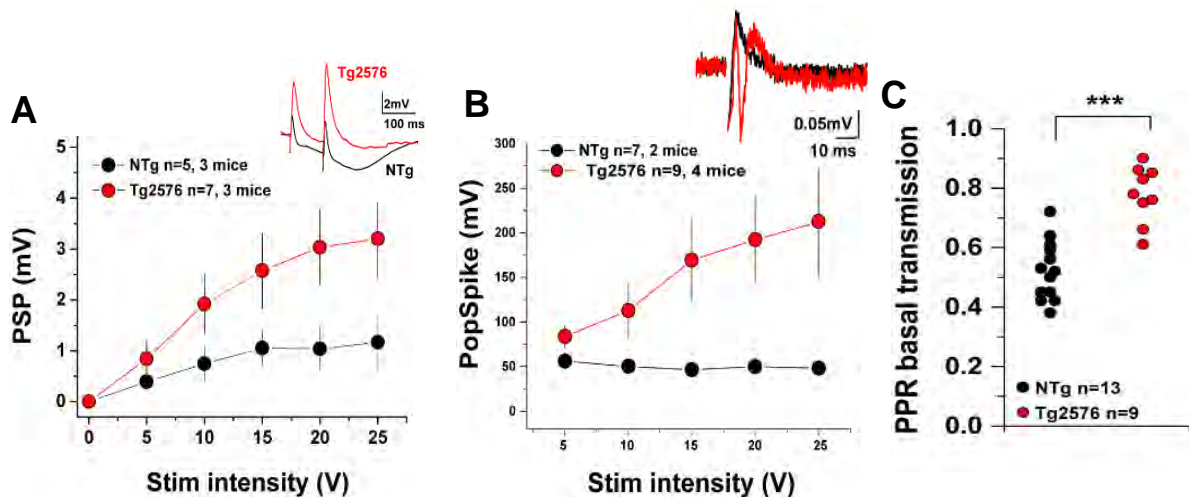 A
Tg2576
2mV
100 ms
NTg
NTg n=5, 3 mice
Tg2576 n=7, 3 mice
PSP (mV)
5
4
3
2
1
0
0 5 10 15 20 25
Stim intensity (V)
B
0.05mV
10 ms
NTg n=7, 2 mice
Tg2576 n=9, 4 mice
PopSpike (mV)
300
250
200
150
100
50
0
5 10 15 20 25
Stim intensity (V)
C
***
PPR basal transmission
1.0
0.8
0.6
0.4
0.2
0.0
NTg n=13
Tg2576 n=9